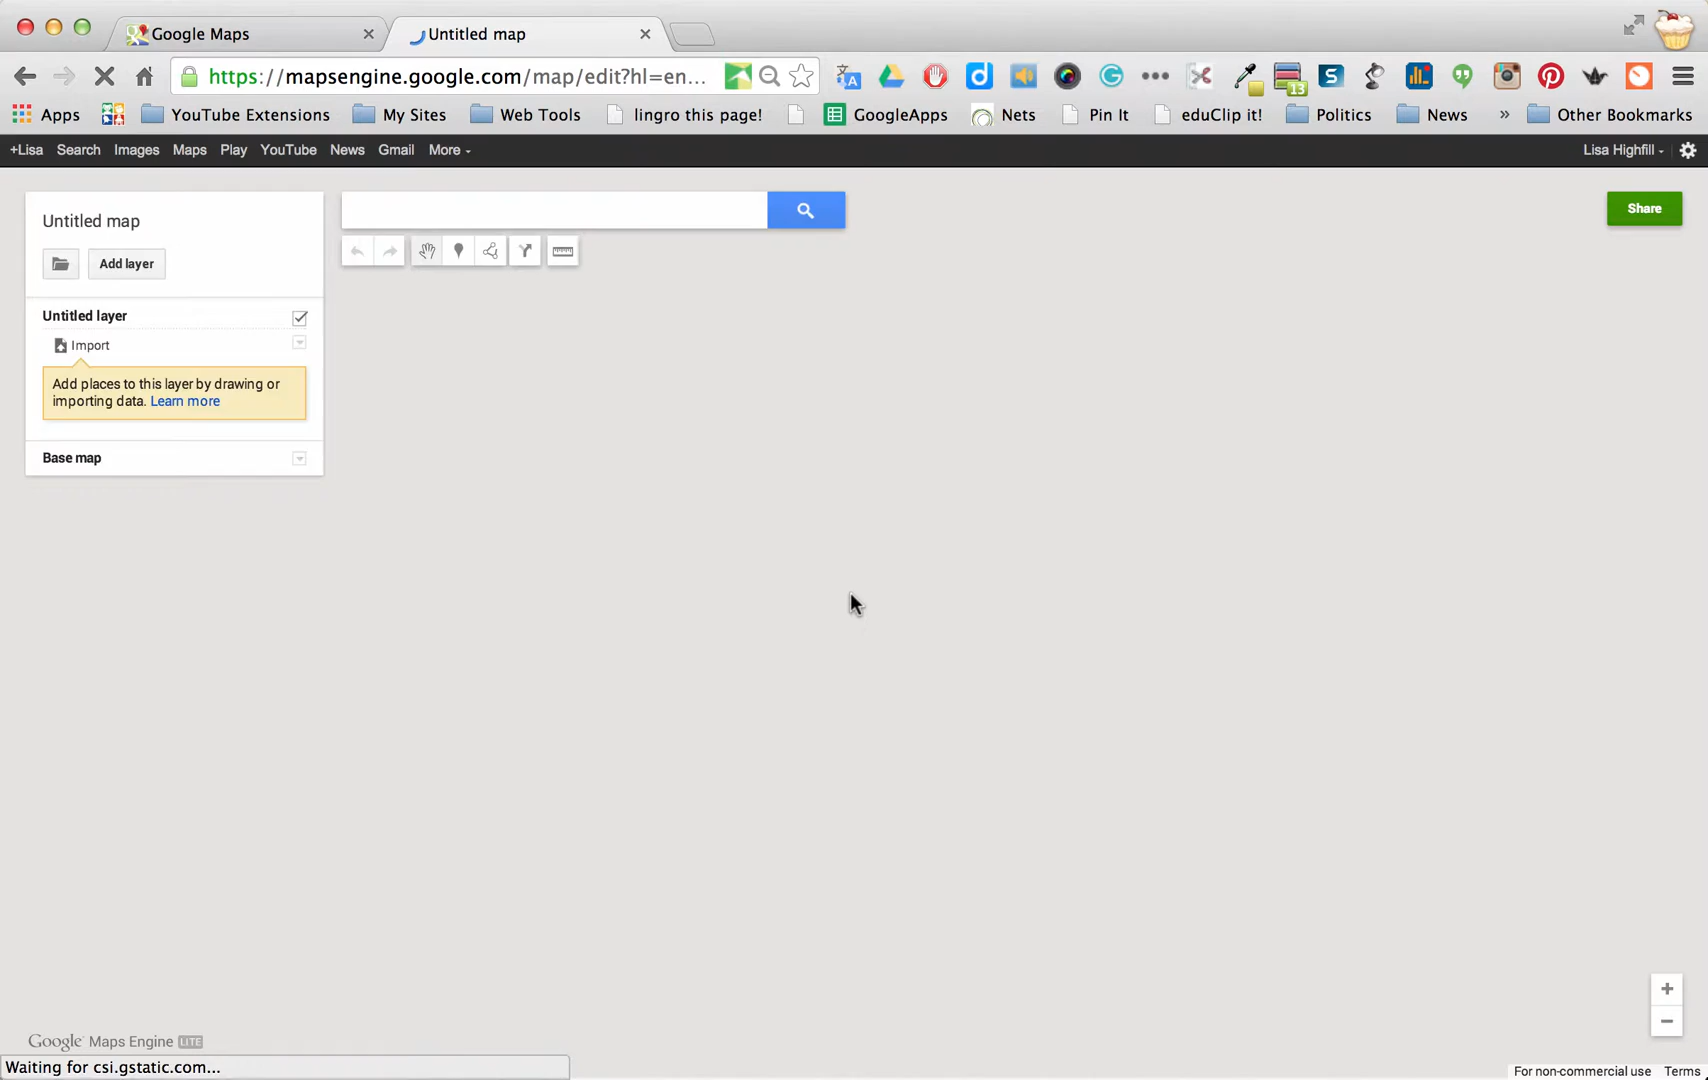 Google Maps
Untitled map
https://mapsengine.google.com/map/edit?hl=en...
13
Apps
YouTube Extensions
My Sites
Web Tools
lingro this page!
GoogleApps
Nets
Pin It
eduClip it!
Politics
News
»
Other Bookmarks
+Lisa Search Images Maps Play YouTube News Gmail More
Lisa Highfill
Untitled map
Share
Add layer
Untitled layer
Import
Add places to this layer by drawing or
importing data. Learn more
Base map
+
−
Google Maps Engine LITE
Waiting for csi.gstatic.com...
For non-commercial use Terms